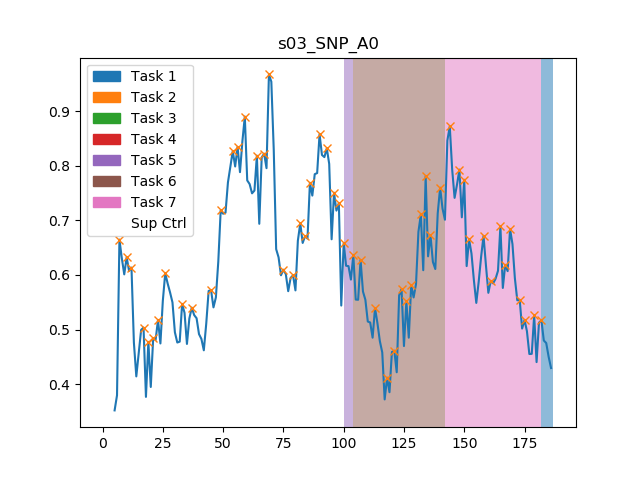 s03_SNP_A0
Task 1
Task 2
Task 3
Task 4
Task 5
Task 6
Task 7
Sup Ctrl
0.9
0.8
0.7
0.6
0.5
0.4
0 25 50 75 100 125 150 175